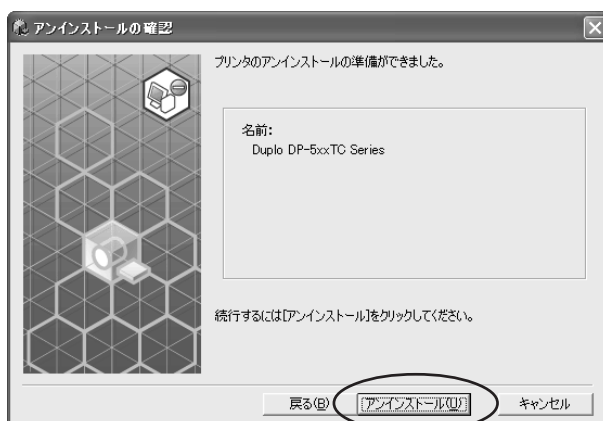 アンインストールの確認
プリンタのアンインストールの準備ができました。
名前:
Duplo DP-5xxTC Series
続行するには[アンインストール]をクリックしてください。
戻る(B)
アンインストール(U)
キャンセル